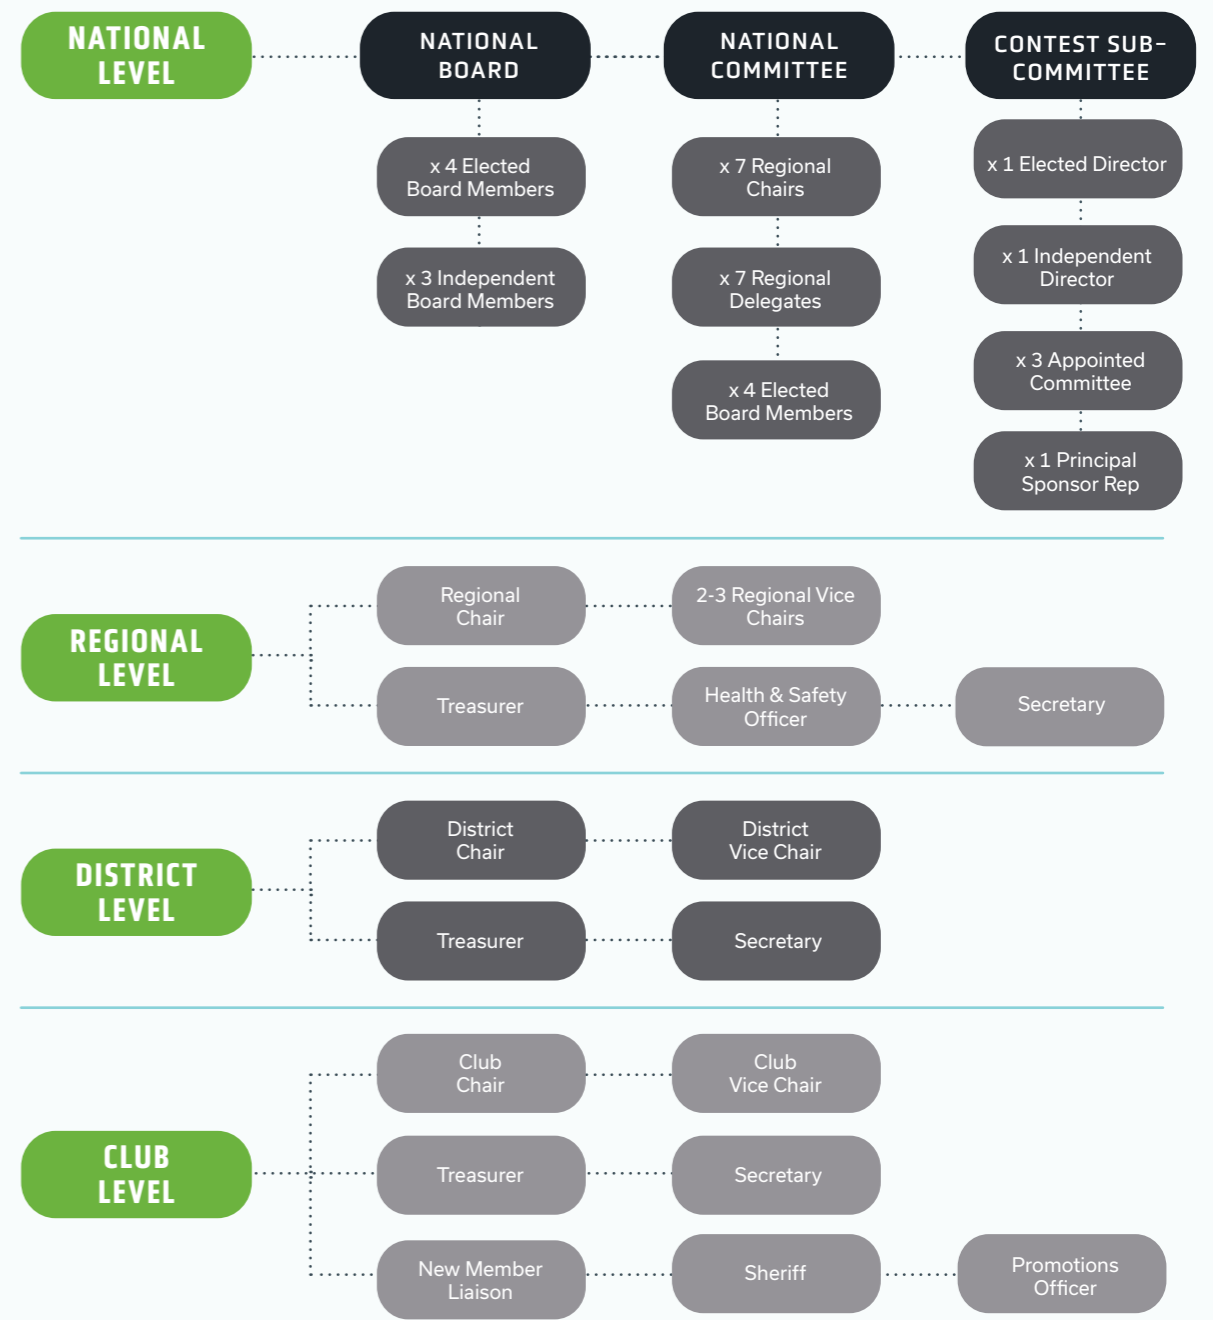 NATIONAL
LEVEL
NATIONAL
BOARD
NATIONAL
COMMITTEE
CONTEST SUB-
COMMITTEE
x 4 Elected
Board Members
x 3 Independent
Board Members
x 7 Regional
Chairs
x 7 Regional
Delegates
x 4 Elected
Board Members
x 1 Elected Director
x 1 Independent
Director
x 3 Appointed
Committee
x 1 Principal
Sponsor Rep
REGIONAL
LEVEL
Regional
Chair
2-3 Regional Vice
Chairs
Treasurer
Health & Safety
Officer
Secretary
DISTRICT
LEVEL
District
Chair
District
Vice Chair
Treasurer
Secretary
CLUB
LEVEL
Club
Chair
Club
Vice Chair
Treasurer
Secretary
New Member
Liaison
Sheriff
Promotions
Officer